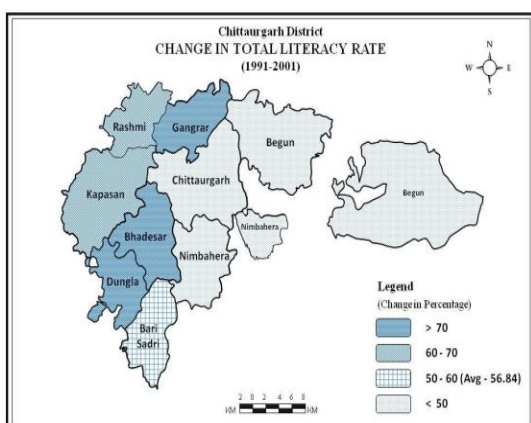 Chittaurgarh District
CHANGE IN TOTAL LITERACY RATE
(1991-2001)
N
W E
S
Rashmi
Gangrar
Begun
Kapasan
Chittaurgarh
Begun
Nimbahera
Bhadesar
Nimbahera
Dungla
Bari
Sadri
Legend
(Change in Percentage)
> 70
60 - 70
50 - 60 (Avg - 56.84)
< 50
2 0 2 4 6 8
KM KM